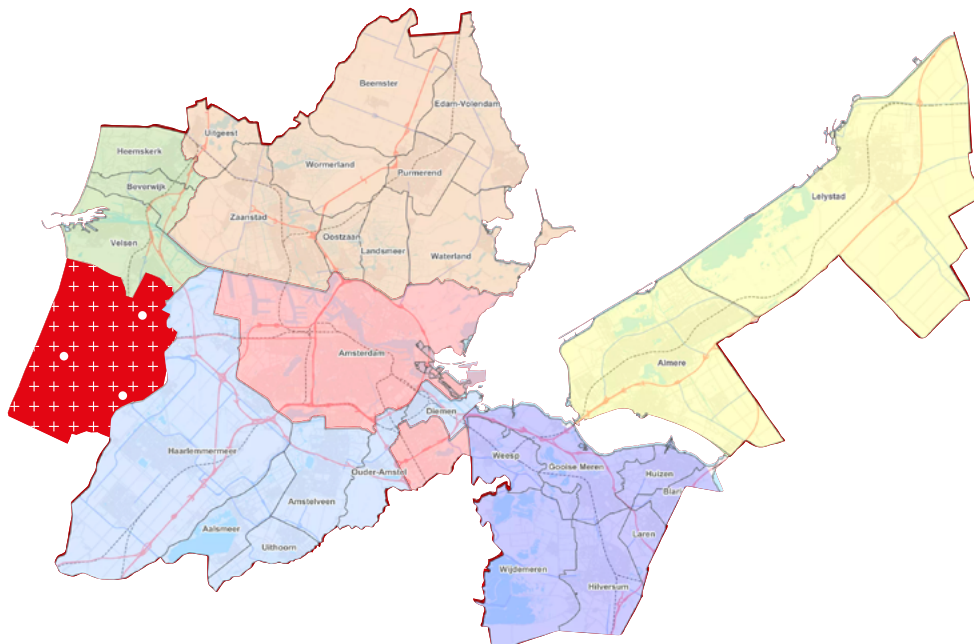 Beemster
Edam-Volendam
Uitgeest
Heemskerk
Wormerland
Purmerend
Beverwijk
Lelystad
Zaanstad
Oostzaan
Velsen
Landsmeer
Waterland
Amsterdam
Almere
Diemen
Haarlemmermeer
Weesp
Gooise Meren
Ouder-Amstel
Huizen
Blari
Amstelveen
Aalsmeer
Laren
Uithoorn
Wijdemeren
Hilversum